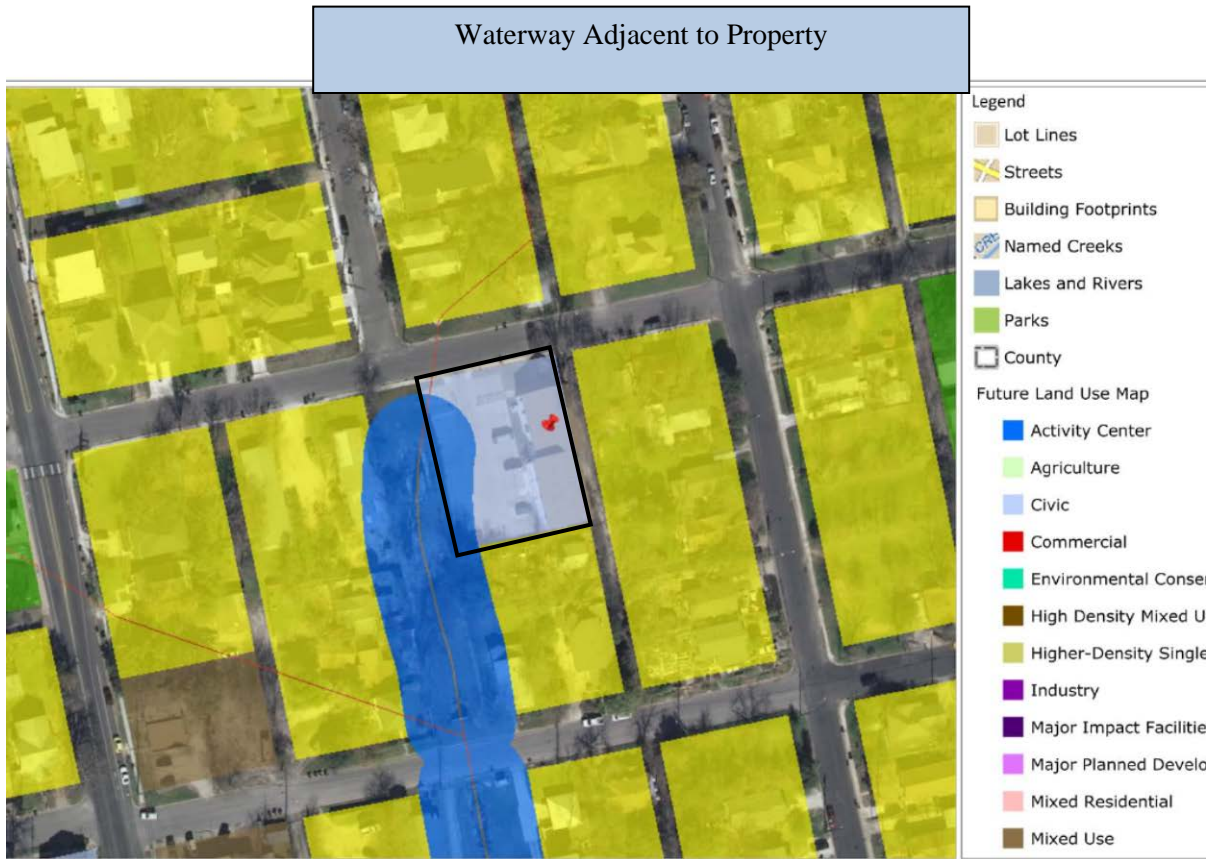 Waterway Adjacent to Property
Legend
Lot Lines
Streets
Building Footprints
Named Creeks
Lakes and Rivers
Parks
County
Future Land Use Map
Activity Center
Agriculture
Civic
Commercial
Environmental Conser
High Density Mixed U
Higher-Density Single
Industry
Major Impact Facilitie
Major Planned Develo
Mixed Residential
Mixed Use